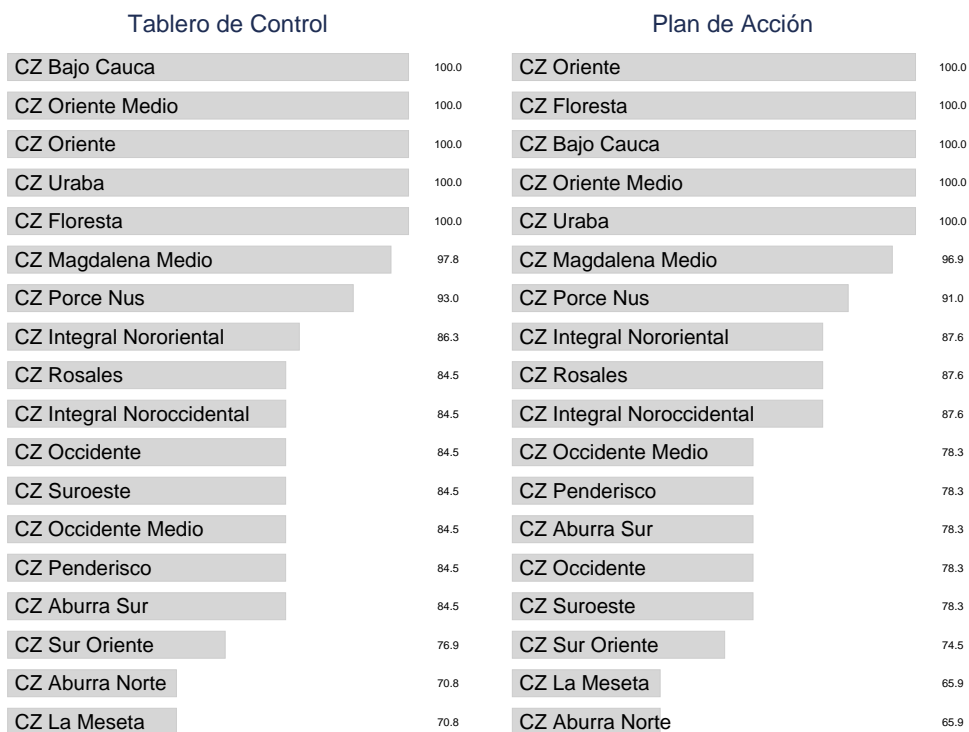 Tablero de Control
CZ Bajo Cauca 100.0
CZ Oriente Medio 100.0
CZ Oriente 100.0
CZ Uraba 100.0
CZ Floresta 100.0
CZ Magdalena Medio 97.8
CZ Porce Nus 93.0
CZ Integral Nororiental 86.3
CZ Rosales 84.5
CZ Integral Noroccidental 84.5
CZ Occidente 84.5
CZ Suroeste 84.5
CZ Occidente Medio 84.5
CZ Penderisco 84.5
CZ Aburra Sur 84.5
CZ Sur Oriente 76.9
CZ Aburra Norte 70.8
CZ La Meseta 70.8
Plan de Acción
CZ Oriente 100.0
CZ Floresta 100.0
CZ Bajo Cauca 100.0
CZ Oriente Medio 100.0
CZ Uraba 100.0
CZ Magdalena Medio 96.9
CZ Porce Nus 91.0
CZ Integral Nororiental 87.6
CZ Rosales 87.6
CZ Integral Noroccidental 87.6
CZ Occidente Medio 78.3
CZ Penderisco 78.3
CZ Aburra Sur 78.3
CZ Occidente 78.3
CZ Suroeste 78.3
CZ Sur Oriente 74.5
CZ La Meseta 65.9
CZ Aburra Norte 65.9